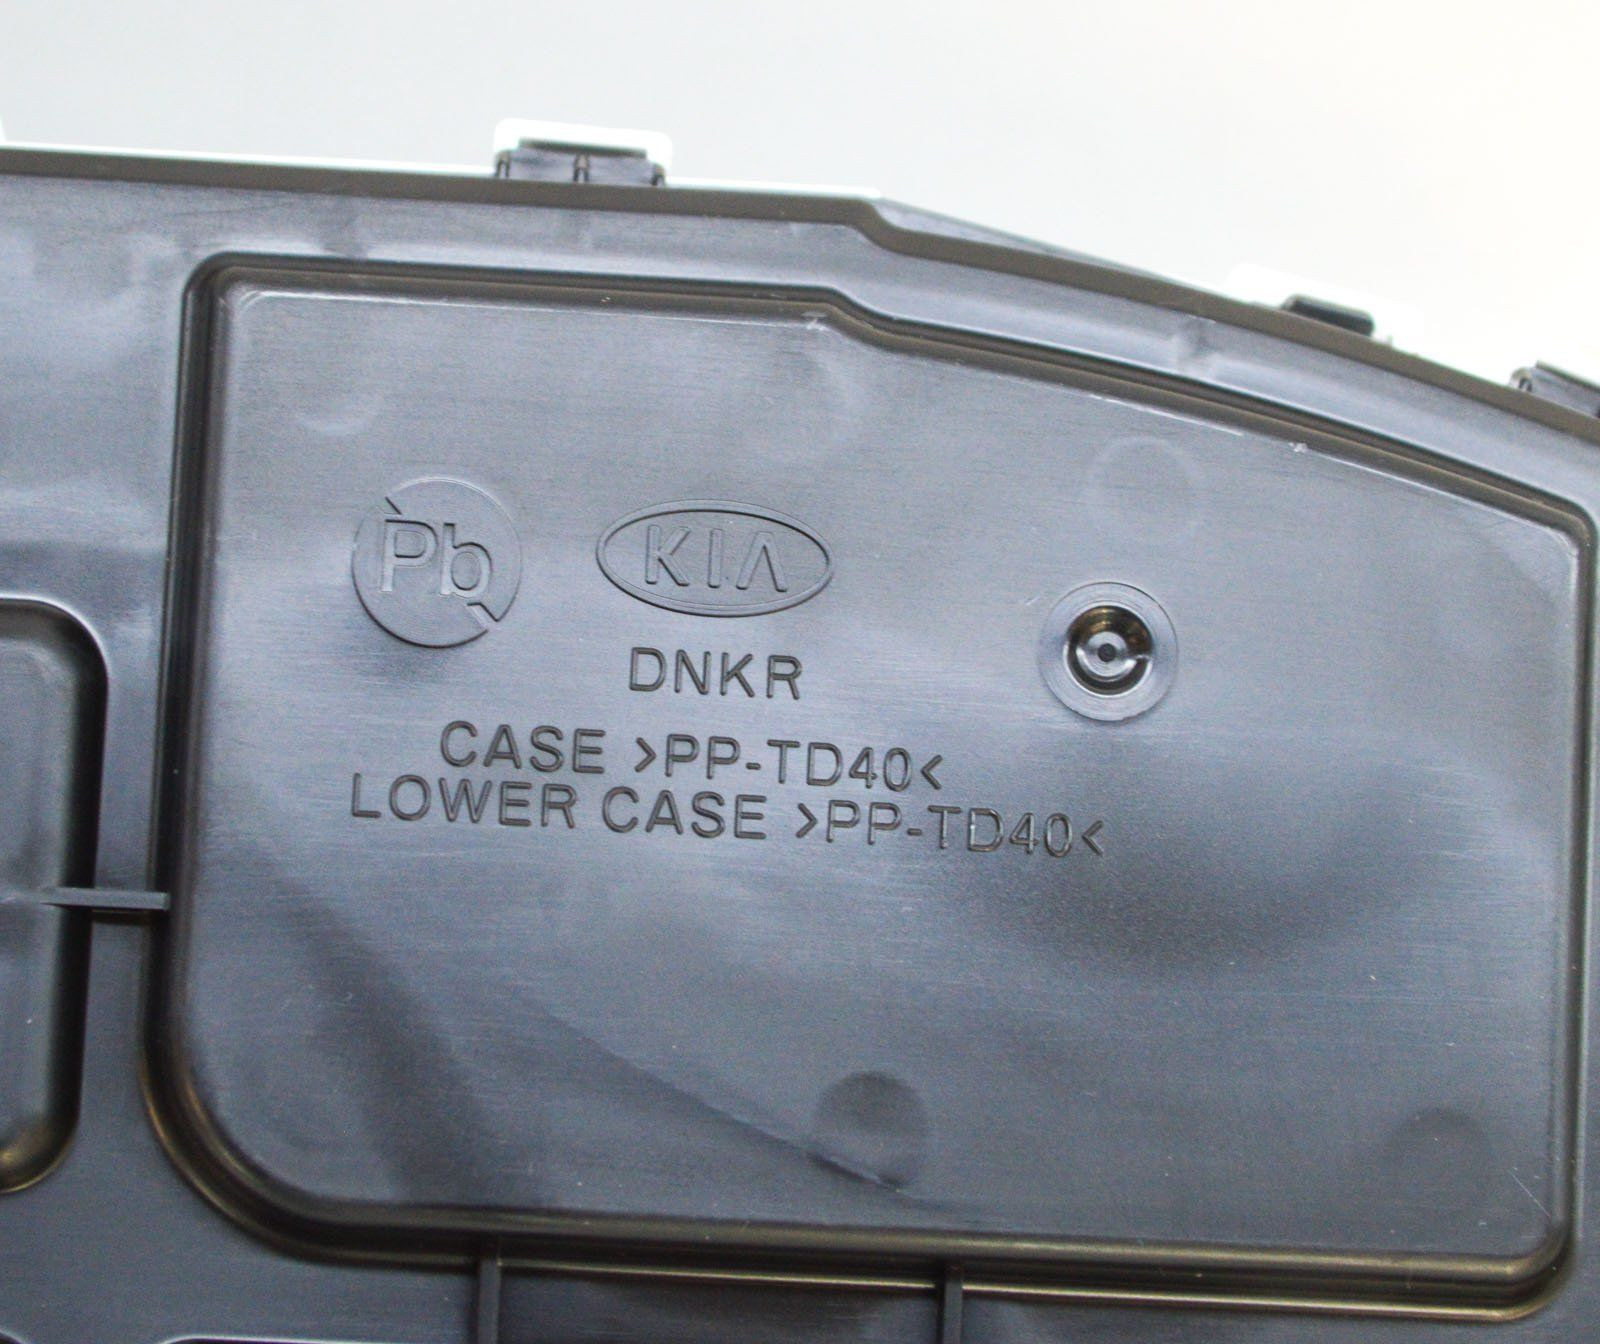 Pb KIA
DNKR
CASE >PP-TD40<
LOWER CASE >PP-TD40<